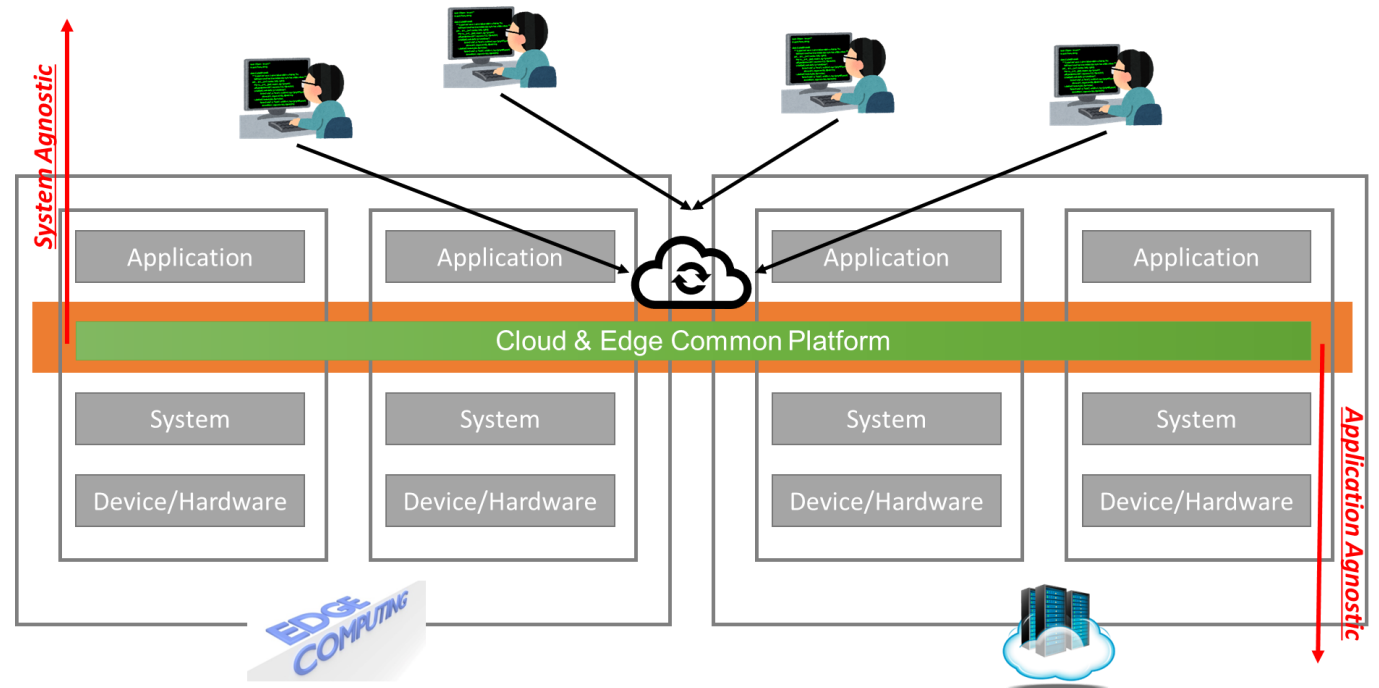 System Agnostic
Application
Application
Application
Application
Cloud & Edge Common Platform
System
System
System
System
Device/Hardware
Device/Hardware
Device/Hardware
Device/Hardware
Application Agnostic
EDGE
COMPUTING